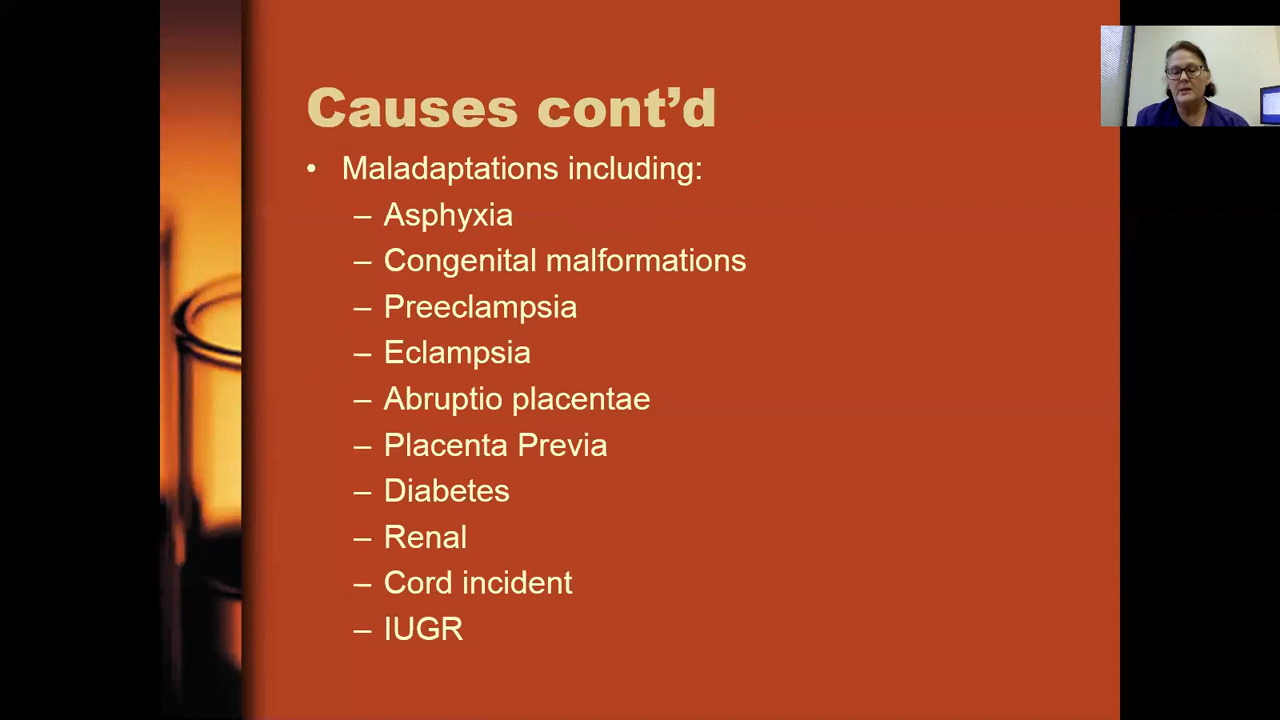 Causes cont’d
• Maladaptations including:
– Asphyxia
– Congenital malformations
– Preeclampsia
– Eclampsia
– Abruptio placentae
– Placenta Previa
– Diabetes
– Renal
– Cord incident
– IUGR